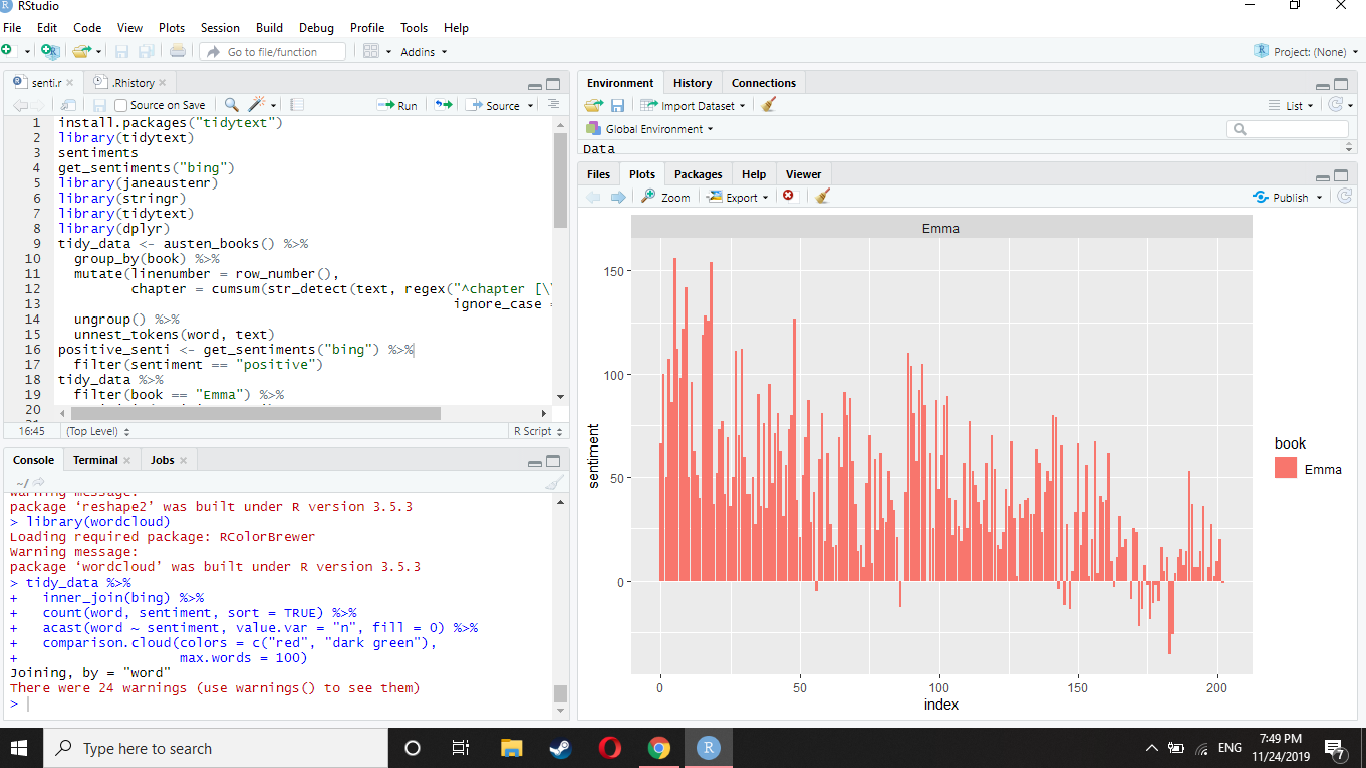 RStudio
File Edit Code View Plots Session Build Debug Profile Tools Help
Go to file/function Addins Project: (None)
senti.r .Rhistory
Source on Save Run Source
1 install.packages("tidytext")
2 library(tidytext)
3 sentiments
4 get_sentiments("bing")
5 library(janeaustenr)
6 library(stringr)
7 library(tidytext)
8 library(dplyr)
9 tidy_data <- austen_books() %>%
10 group_by(book) %>%
11 mutate(linenumber = row_number(),
12 chapter = cumsum(str_detect(text, regex("^chapter [\\
13 ignore_case =
14 ungroup() %>%
15 unnest_tokens(word, text)
16 positive_senti <- get_sentiments("bing") %>%
17 filter(sentiment == "positive")
18 tidy_data %>%
19 filter(book == "Emma") %>%
20
16:45 (Top Level) R Script
Console Terminal Jobs
~/
Warning message:
package ‘reshape2’ was built under R version 3.5.3
> library(wordcloud)
Loading required package: RColorBrewer
Warning message:
package ‘wordcloud’ was built under R version 3.5.3
> tidy_data %>%
+ inner_join(bing) %>%
+ count(word, sentiment, sort = TRUE) %>%
+ acast(word ~ sentiment, value.var = "n", fill = 0) %>%
+ comparison.cloud(colors = c("red", "dark green"),
+ max.words = 100)
Joining, by = "word"
There were 24 warnings (use warnings() to see them)
>
Environment History Connections
Import Dataset List
Global Environment
Data
Files Plots Packages Help Viewer
Zoom Export Publish
Emma
150
100
50
0
sentiment
0 50 100 150 200
index
book
Emma
Type here to search
R
ENG
7:49 PM
11/24/2019
7